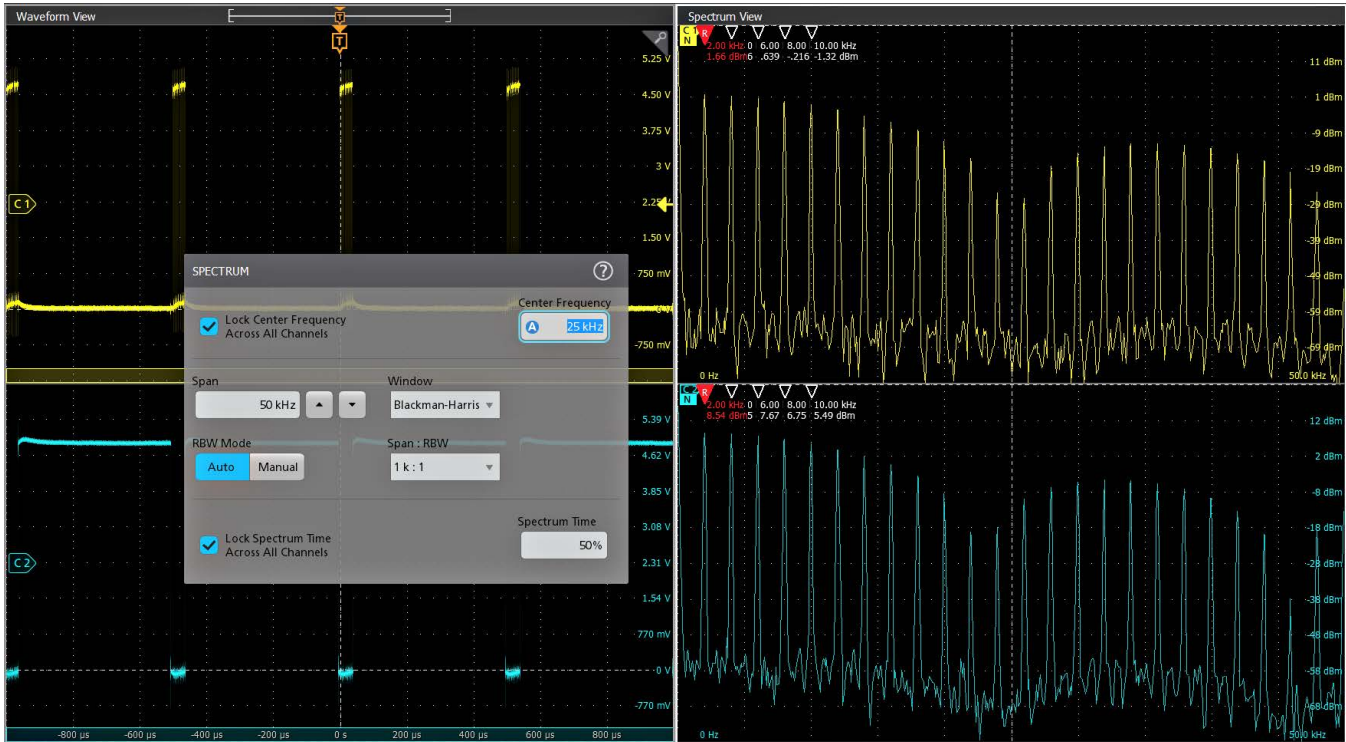 Waveform View
T
T
5.25 V
4.50 V
3.75 V
3 V
C 1
2.25 V
1.50 V
750 mV
-750 mV
SPECTRUM
?
Lock Center Frequency
Across All Channels
Center Frequency
A 25 kHz
Span
50 kHz
Window
Blackman-Harris
RBW Mode
Auto Manual
Span : RBW
1 k : 1
Lock Spectrum Time
Across All Channels
Spectrum Time
50%
5.39 V
4.62 V
3.85 V
3.08 V
C 2
2.31 V
1.54 V
770 mV
0 V
-770 mV
-800 µs -600 µs -400 µs -200 µs 0 s 200 µs 400 µs 600 µs 800 µs
Spectrum View
C 1
N
R
2.00 kHz 0 6.00 8.00 10.00 kHz
1.66 dBm 6 .639 -.216 -1.32 dBm
11 dBm
1 dBm
-9 dBm
-19 dBm
-29 dBm
-39 dBm
-49 dBm
-59 dBm
-69 dBm
0 Hz 50.0 kHz
C 2
N
R
2.00 kHz 0 6.00 8.00 10.00 kHz
8.54 dBm 5 7.67 6.75 5.49 dBm
12 dBm
2 dBm
-8 dBm
-18 dBm
-28 dBm
-38 dBm
-48 dBm
-58 dBm
-68 dBm
0 Hz 50.0 kHz